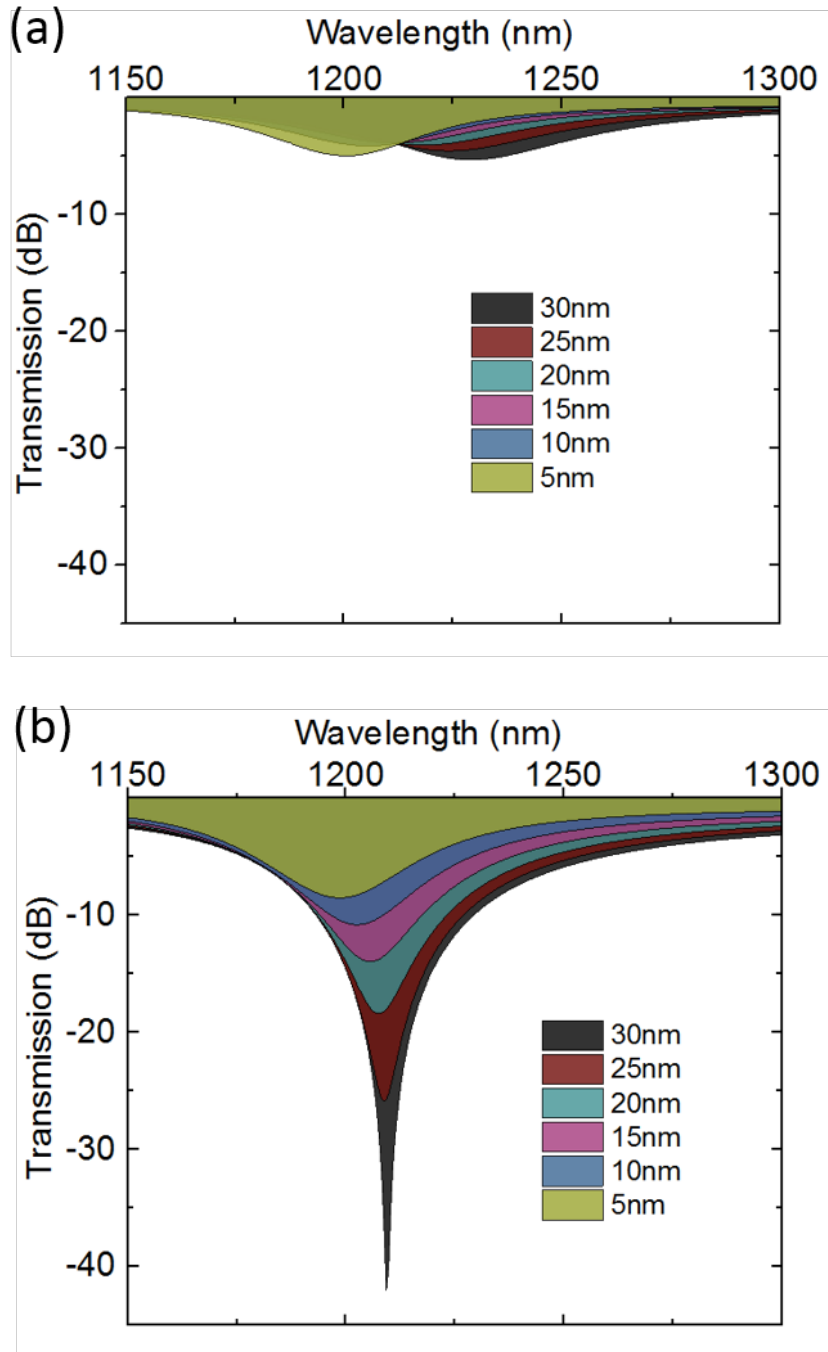 (a)
Wavelength (nm)
1150 1200 1250 1300
Transmission (dB)
-10
-20
-30
-40
30nm
25nm
20nm
15nm
10nm
5nm
(b)
Wavelength (nm)
1150 1200 1250 1300
Transmission (dB)
-10
-20
-30
-40
30nm
25nm
20nm
15nm
10nm
5nm